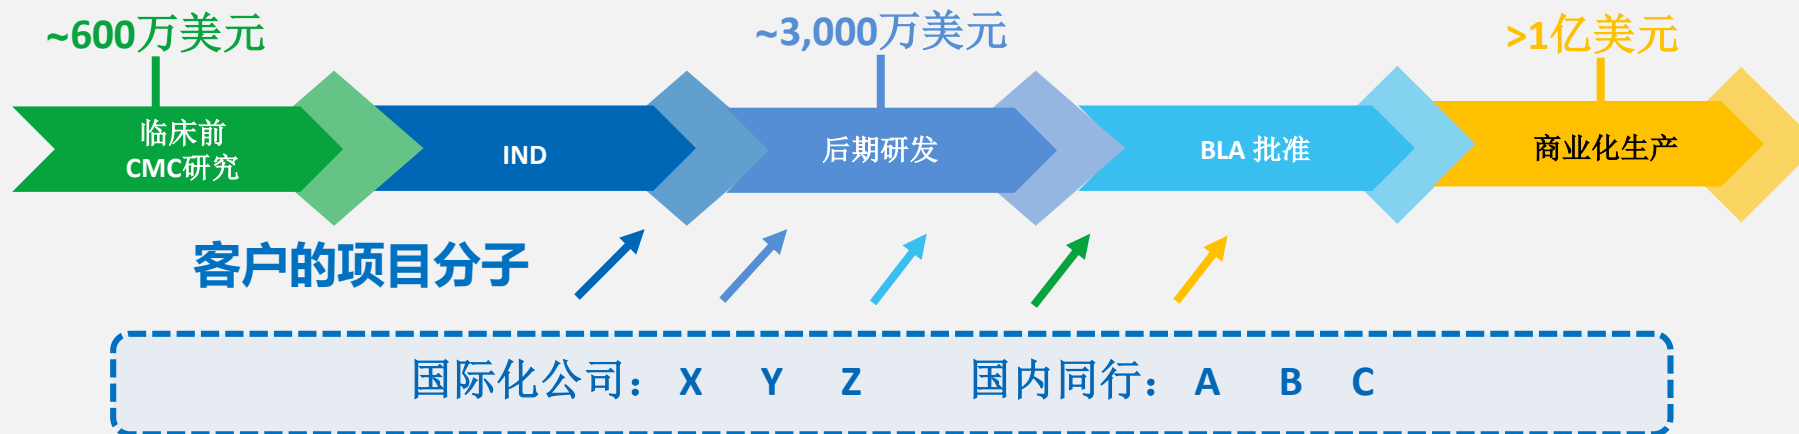 ~600万美元
~3,000万美元
>1亿美元
临床前
CMC研究
IND
后期研发
BLA 批准
商业化生产
客户的项目分子
国际化公司： X Y Z 国内同行： A B C